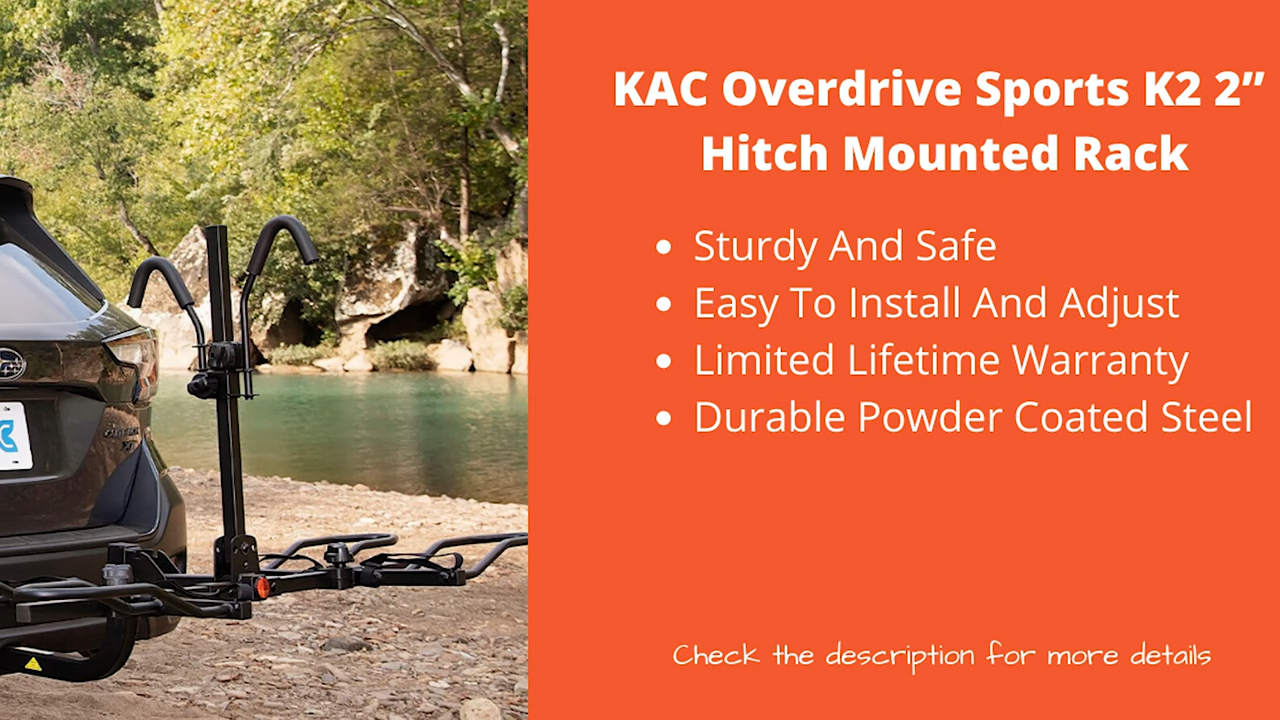 KAC Overdrive Sports K2 2”
Hitch Mounted Rack
• Sturdy And Safe
• Easy To Install And Adjust
• Limited Lifetime Warranty
• Durable Powder Coated Steel
Check the description for more details